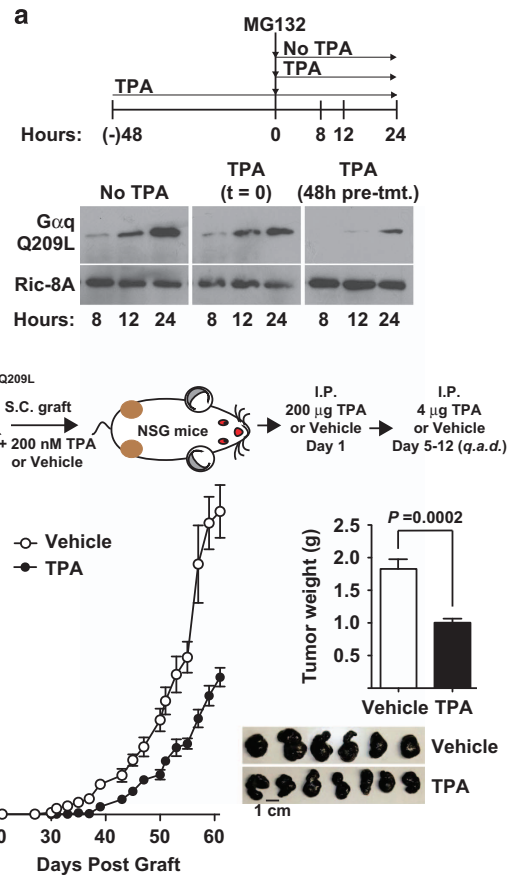 a
MG132
No TPA
TPA
TPA
Hours: (-)48 0 8 12 24
No TPA
TPA
(t = 0)
TPA
(48h pre-tmt.)
Gαq
Q209L
Ric-8A
Hours: 8 12 24 8 12 24 8 12 24
Q209L
S.C. graft
+ 200 nM TPA
or Vehicle
NSG mice
I.P.
200 µg TPA
or Vehicle
Day 1
I.P.
4 µg TPA
or Vehicle
Day 5-12 (q.a.d.)
Vehicle
TPA
0 30 40 50 60
Days Post Graft
P =0.0002
Tumor weight (g)
2.5
2.0
1.5
1.0
0.5
Vehicle TPA
Vehicle
TPA
1 cm